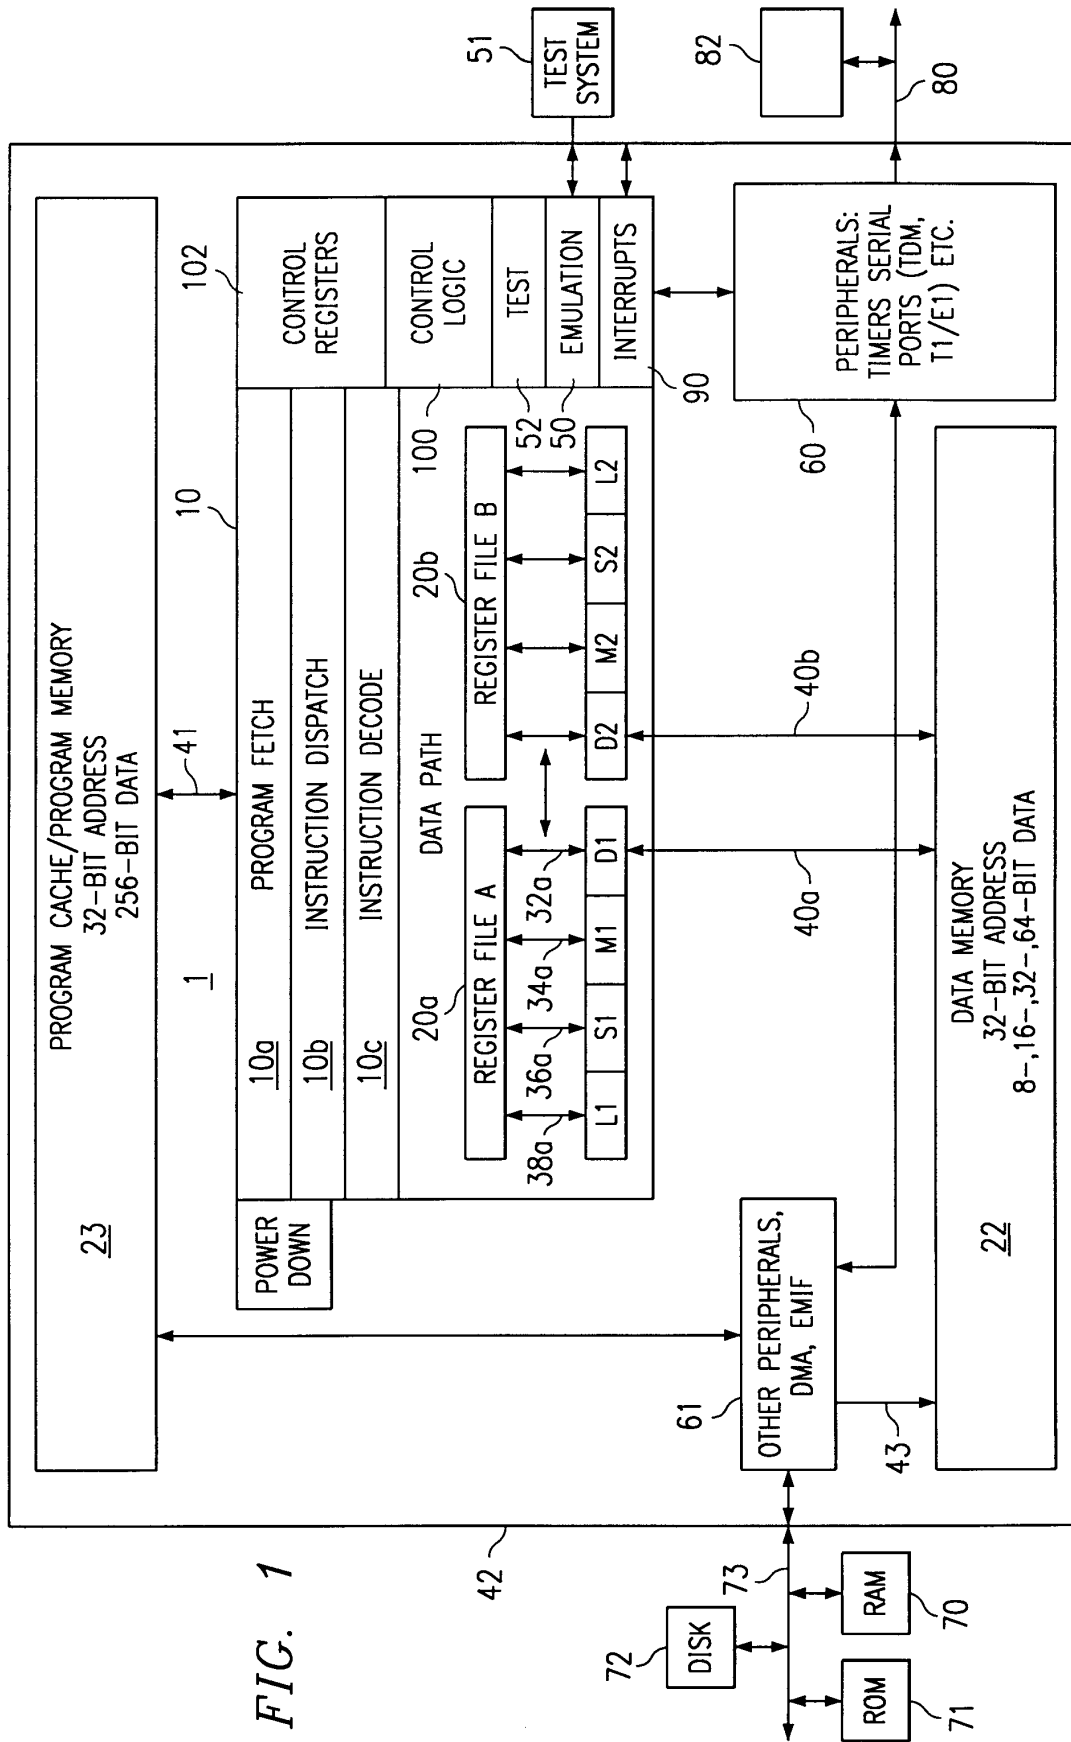 PROGRAM CACHE/PROGRAM MEMORY
32-BIT ADDRESS
256-BIT DATA
23
1
41
10
102
POWER
DOWN
10a
PROGRAM FETCH
10b
INSTRUCTION DISPATCH
10c
INSTRUCTION DECODE
DATA PATH
CONTROL
REGISTERS
CONTROL
LOGIC
100
TEST
52
EMULATION
50
INTERRUPTS
90
20a
REGISTER FILE A
20b
REGISTER FILE B
38a
36a
34a
32a
L1
S1
M1
D1
D2
M2
S2
L2
51
TEST
SYSTEM
82
80
61
OTHER PERIPHERALS,
DMA, EMIF
43
40a
40b
60
PERIPHERALS:
TIMERS SERIAL
PORTS (TDM,
T1/E1) ETC.
22
DATA MEMORY
32-BIT ADDRESS
8-,16-,32-,64-BIT DATA
42
73
72
DISK
RAM
70
ROM
71
FIG. 1